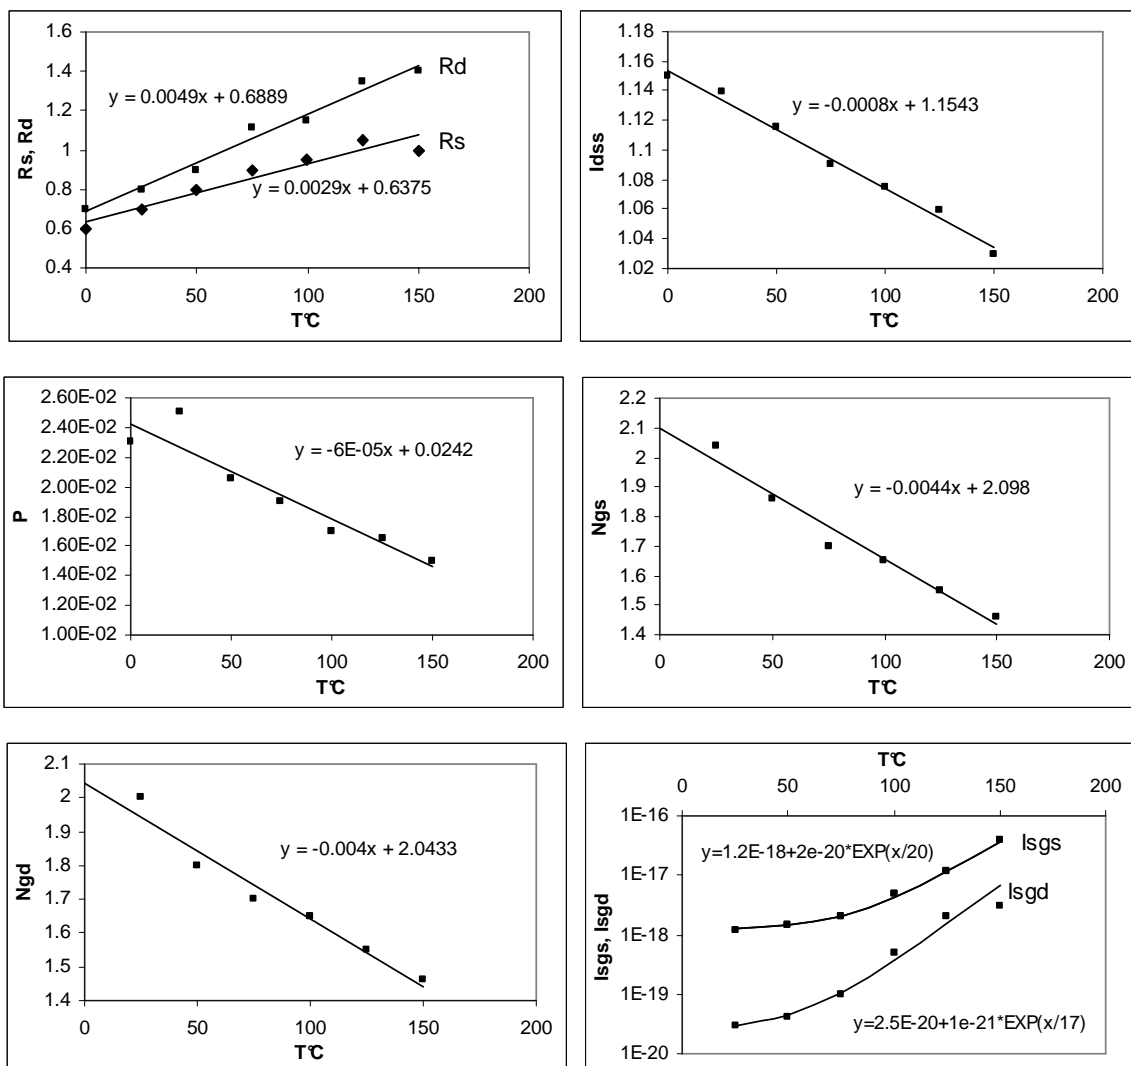 1.6
1.4
1.2
1
0.8
0.6
0.4
Rs, Rd
Rd
y = 0.0049x + 0.6889
Rs
y = 0.0029x + 0.6375
0 50 100 150 200
T°C
1.18
1.16
1.14
1.12
1.1
1.08
1.06
1.04
1.02
Idss
y = -0.0008x + 1.1543
0 50 100 150 200
T°C
2.60E-02
2.40E-02
2.20E-02
2.00E-02
1.80E-02
1.60E-02
1.40E-02
1.20E-02
1.00E-02
P
y = -6E-05x + 0.0242
0 50 100 150 200
T°C
2.2
2.1
2
1.9
1.8
1.7
1.6
1.5
1.4
Ngs
y = -0.0044x + 2.098
0 50 100 150 200
T°C
2.1
2
1.9
1.8
1.7
1.6
1.5
1.4
Ngd
y = -0.004x + 2.0433
0 50 100 150 200
T°C
T°C
0 50 100 150 200
1E-16
1E-17
1E-18
1E-19
1E-20
Isgs, Isgd
y=1.2E-18+2e-20*EXP(x/20)
Isgs
Isgd
y=2.5E-20+1e-21*EXP(x/17)